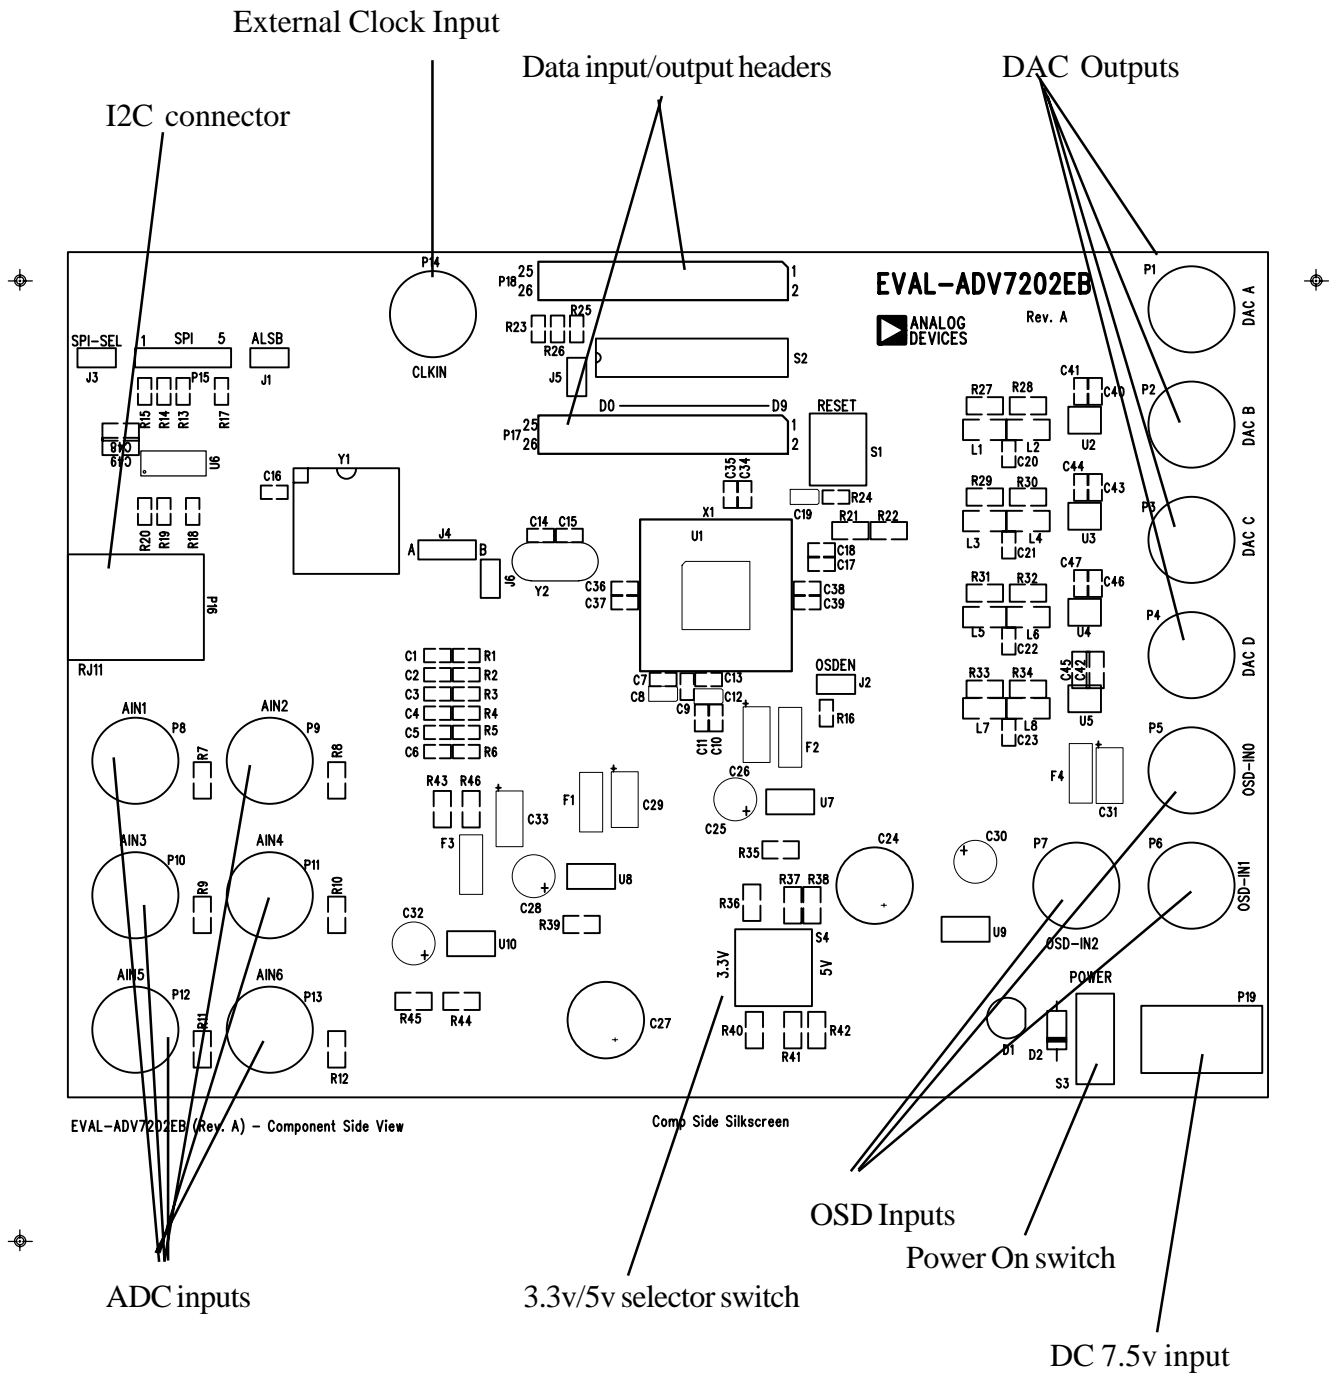 External Clock Input
Data input/output headers
DAC Outputs
I2C connector
P14
CLKIN
25
26
P18
1
2
R23
R26
R25
J5
S2
D0
D9
25
26
P17
1
2
RESET
S1
EVAL-ADV7202EB
Rev. A
ANALOG
DEVICES
P1
DAC A
P2
DAC B
P3
DAC C
P4
DAC D
P5
OSD-IN0
P6
OSD-IN1
P7
OSD-IN2
SPI-SEL
J3
1
SPI
5
P15
ALSB
J1
R15
R14
R13
R17
C18
C19
U6
R20
R19
R18
C16
Y1
A
J4
B
J6
C14
C15
Y2
P16
RJ11
C35
C34
C19
R24
R21
R22
X1
U1
C18
C17
C36
C37
C38
C39
R27
R28
L1
L2
C20
C41
C40
U2
R29
R30
L3
L4
C21
C44
C43
U3
R31
R32
L5
L6
C22
C47
C46
U4
R33
R34
L7
L8
C23
C45
C42
U5
C1
R1
C2
R2
C3
R3
C4
R4
C5
R5
C6
R6
C7
C8
C13
C12
C9
C11
C10
OSDEN
J2
R16
F2
C26
C25
U7
F4
C31
AIN1
P8
R7
AIN2
P9
R8
AIN3
P10
R9
AIN4
P11
R10
AIN5
P12
R11
AIN6
P13
R12
R43
R46
C33
F3
F1
C29
C28
U8
R39
C32
U10
R45
R44
C27
R35
R36
R37
R38
C24
C30
U9
S4
3.3V
5V
R40
R41
R42
POWER
D1
D2
S3
P19
EVAL-ADV7202EB (Rev. A) - Component Side View
Comp Side Silkscreen
OSD Inputs
Power On switch
ADC inputs
3.3v/5v selector switch
DC 7.5v input